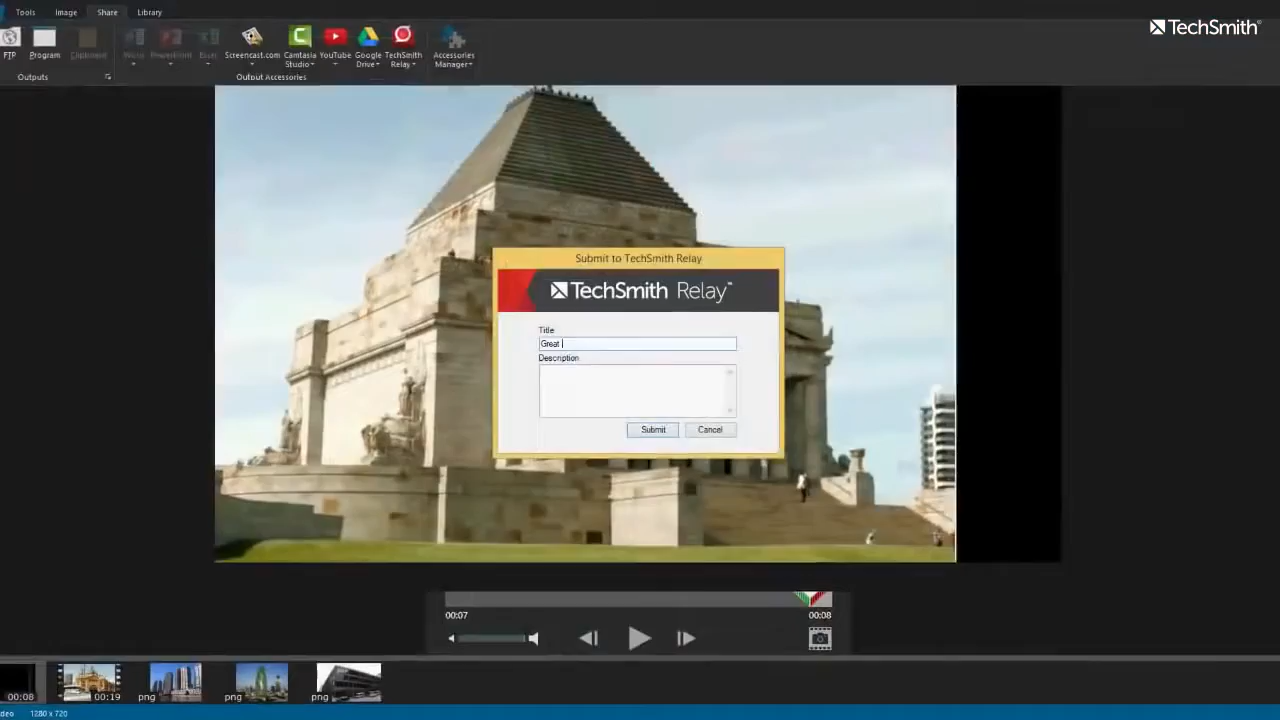 Tools Image Share Library
TechSmith
FTP Program Clipboard Word PowerPoint Excel Screencast.com Camtasia Studio YouTube Google Drive TechSmith Relay Accessories Manager
Outputs Output Accessories
Submit to TechSmith Relay
TechSmith Relay™
Title
Great
Description
Submit Cancel
00:07 00:08
00:08 00:19 png png png
deo 1280 x 720